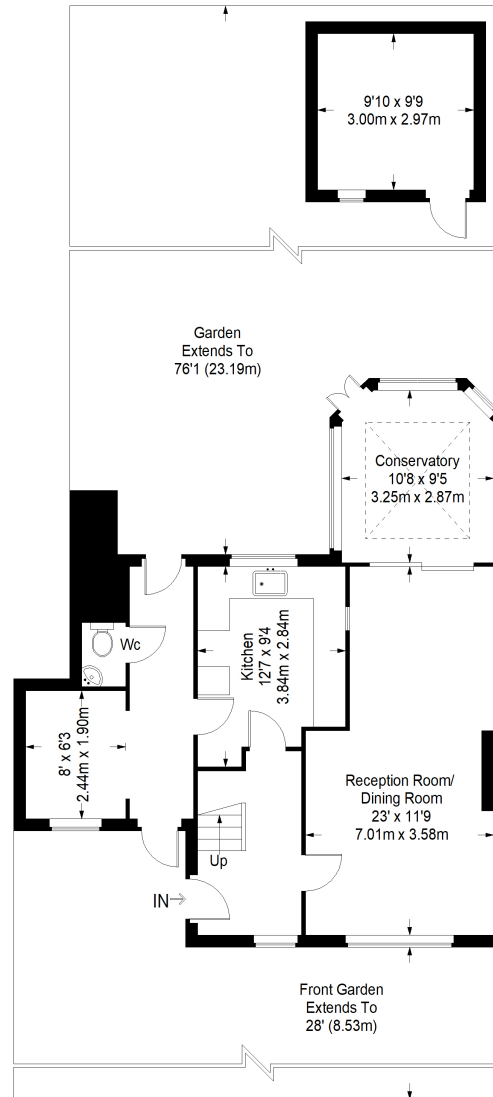 9'10 x 9'9
3.00m x 2.97m
Garden
Extends To
76'1 (23.19m)
Conservatory
10'8 x 9'5
3.25m x 2.87m
Wc
Kitchen
12'7 x 9'4
3.84m x 2.84m
8' x 6'3
2.44m x 1.90m
Reception Room/
Dining Room
23' x 11'9
7.01m x 3.58m
Up
IN
Front Garden
Extends To
28' (8.53m)